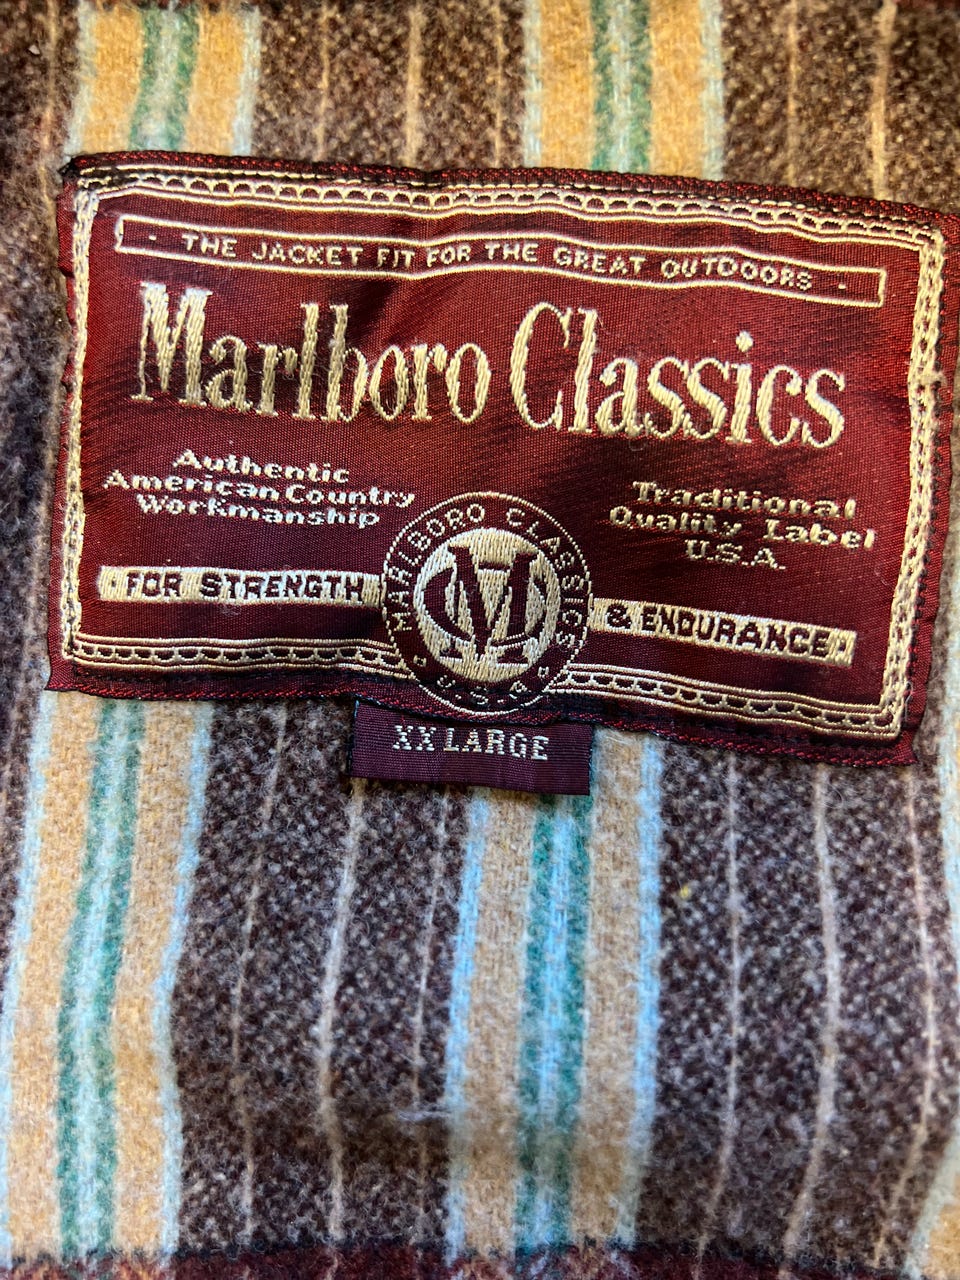 · THE JACKET FIT FOR THE GREAT OUTDOORS ·
Marlboro Classics
Authentic
American Country
Workmanship
Traditional
Quality Label
U.S.A.
· FOR STRENGTH
& ENDURANCE ·
MARLBORO CLASSICS
· U.S.A. ·
MC
XX LARGE